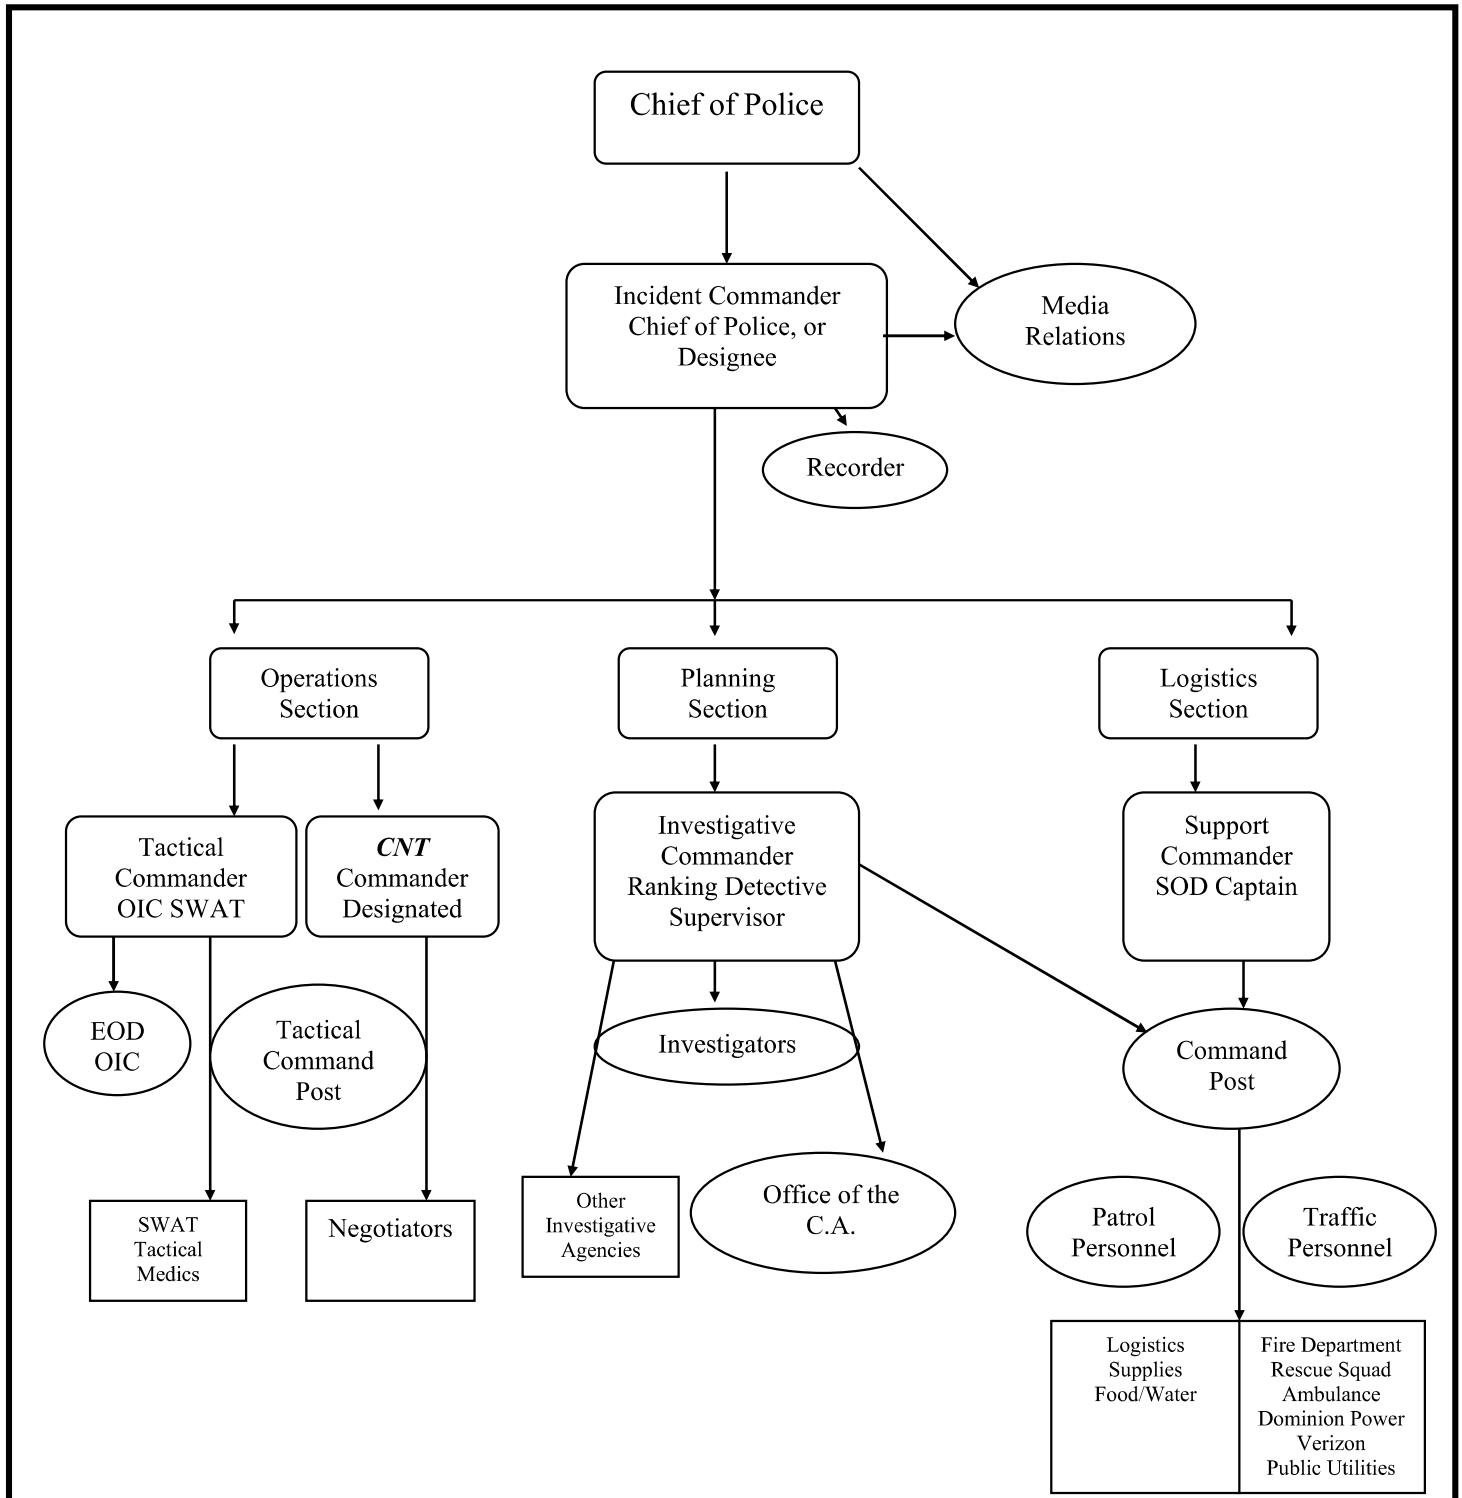 Chief of Police
Incident Commander
Chief of Police, or
Designee
Media
Relations
Recorder
Operations
Section
Planning
Section
Logistics
Section
Tactical
Commander
OIC SWAT
CNT
Commander
Designated
Investigative
Commander
Ranking Detective
Supervisor
Support
Commander
SOD Captain
EOD
OIC
Tactical
Command
Post
Investigators
Command
Post
SWAT
Tactical
Medics
Negotiators
Other
Investigative
Agencies
Office of the
C.A.
Patrol
Personnel
Traffic
Personnel
Logistics
Supplies
Food/Water
Fire Department
Rescue Squad
Ambulance
Dominion Power
Verizon
Public Utilities